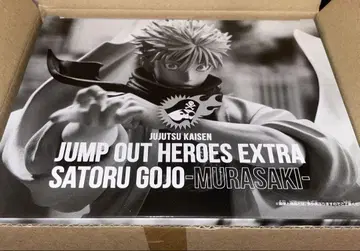 JUJUTSU KAISEN
JUMP OUT HEROES EXTRA
SATORU GOJO-MURASAKI-